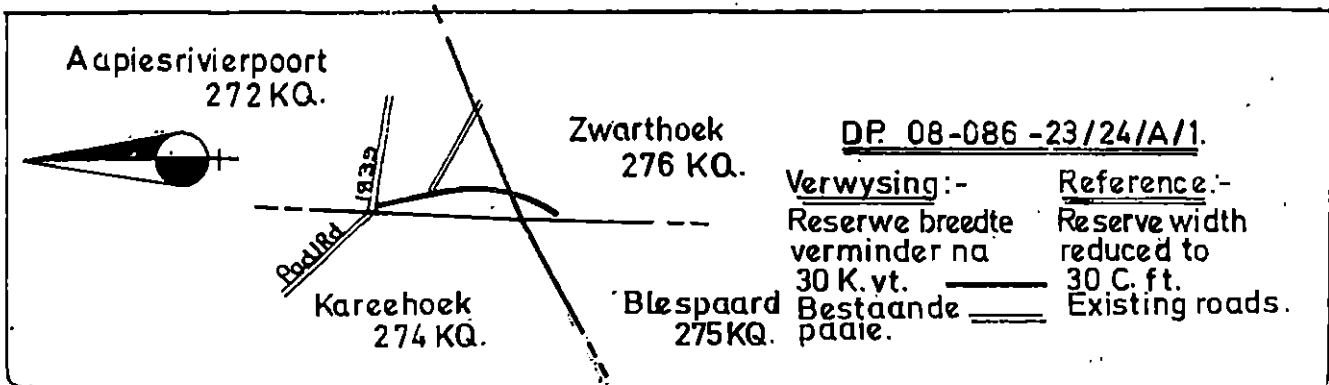 Aapiesrivierpoort
272 KQ.
Zwarthoek
276 KQ.
1839
Pad/Rd
Kareehoek
274 KQ.
Blespaard
275 KQ.
DP. 08-086-23/24/A/1.
Verwysing:- Reference:-
Reserwe breedte Reserve width
verminder na reduced to
30 K. vt. 30 C. ft.
Bestaande Existing roads.
paaie.